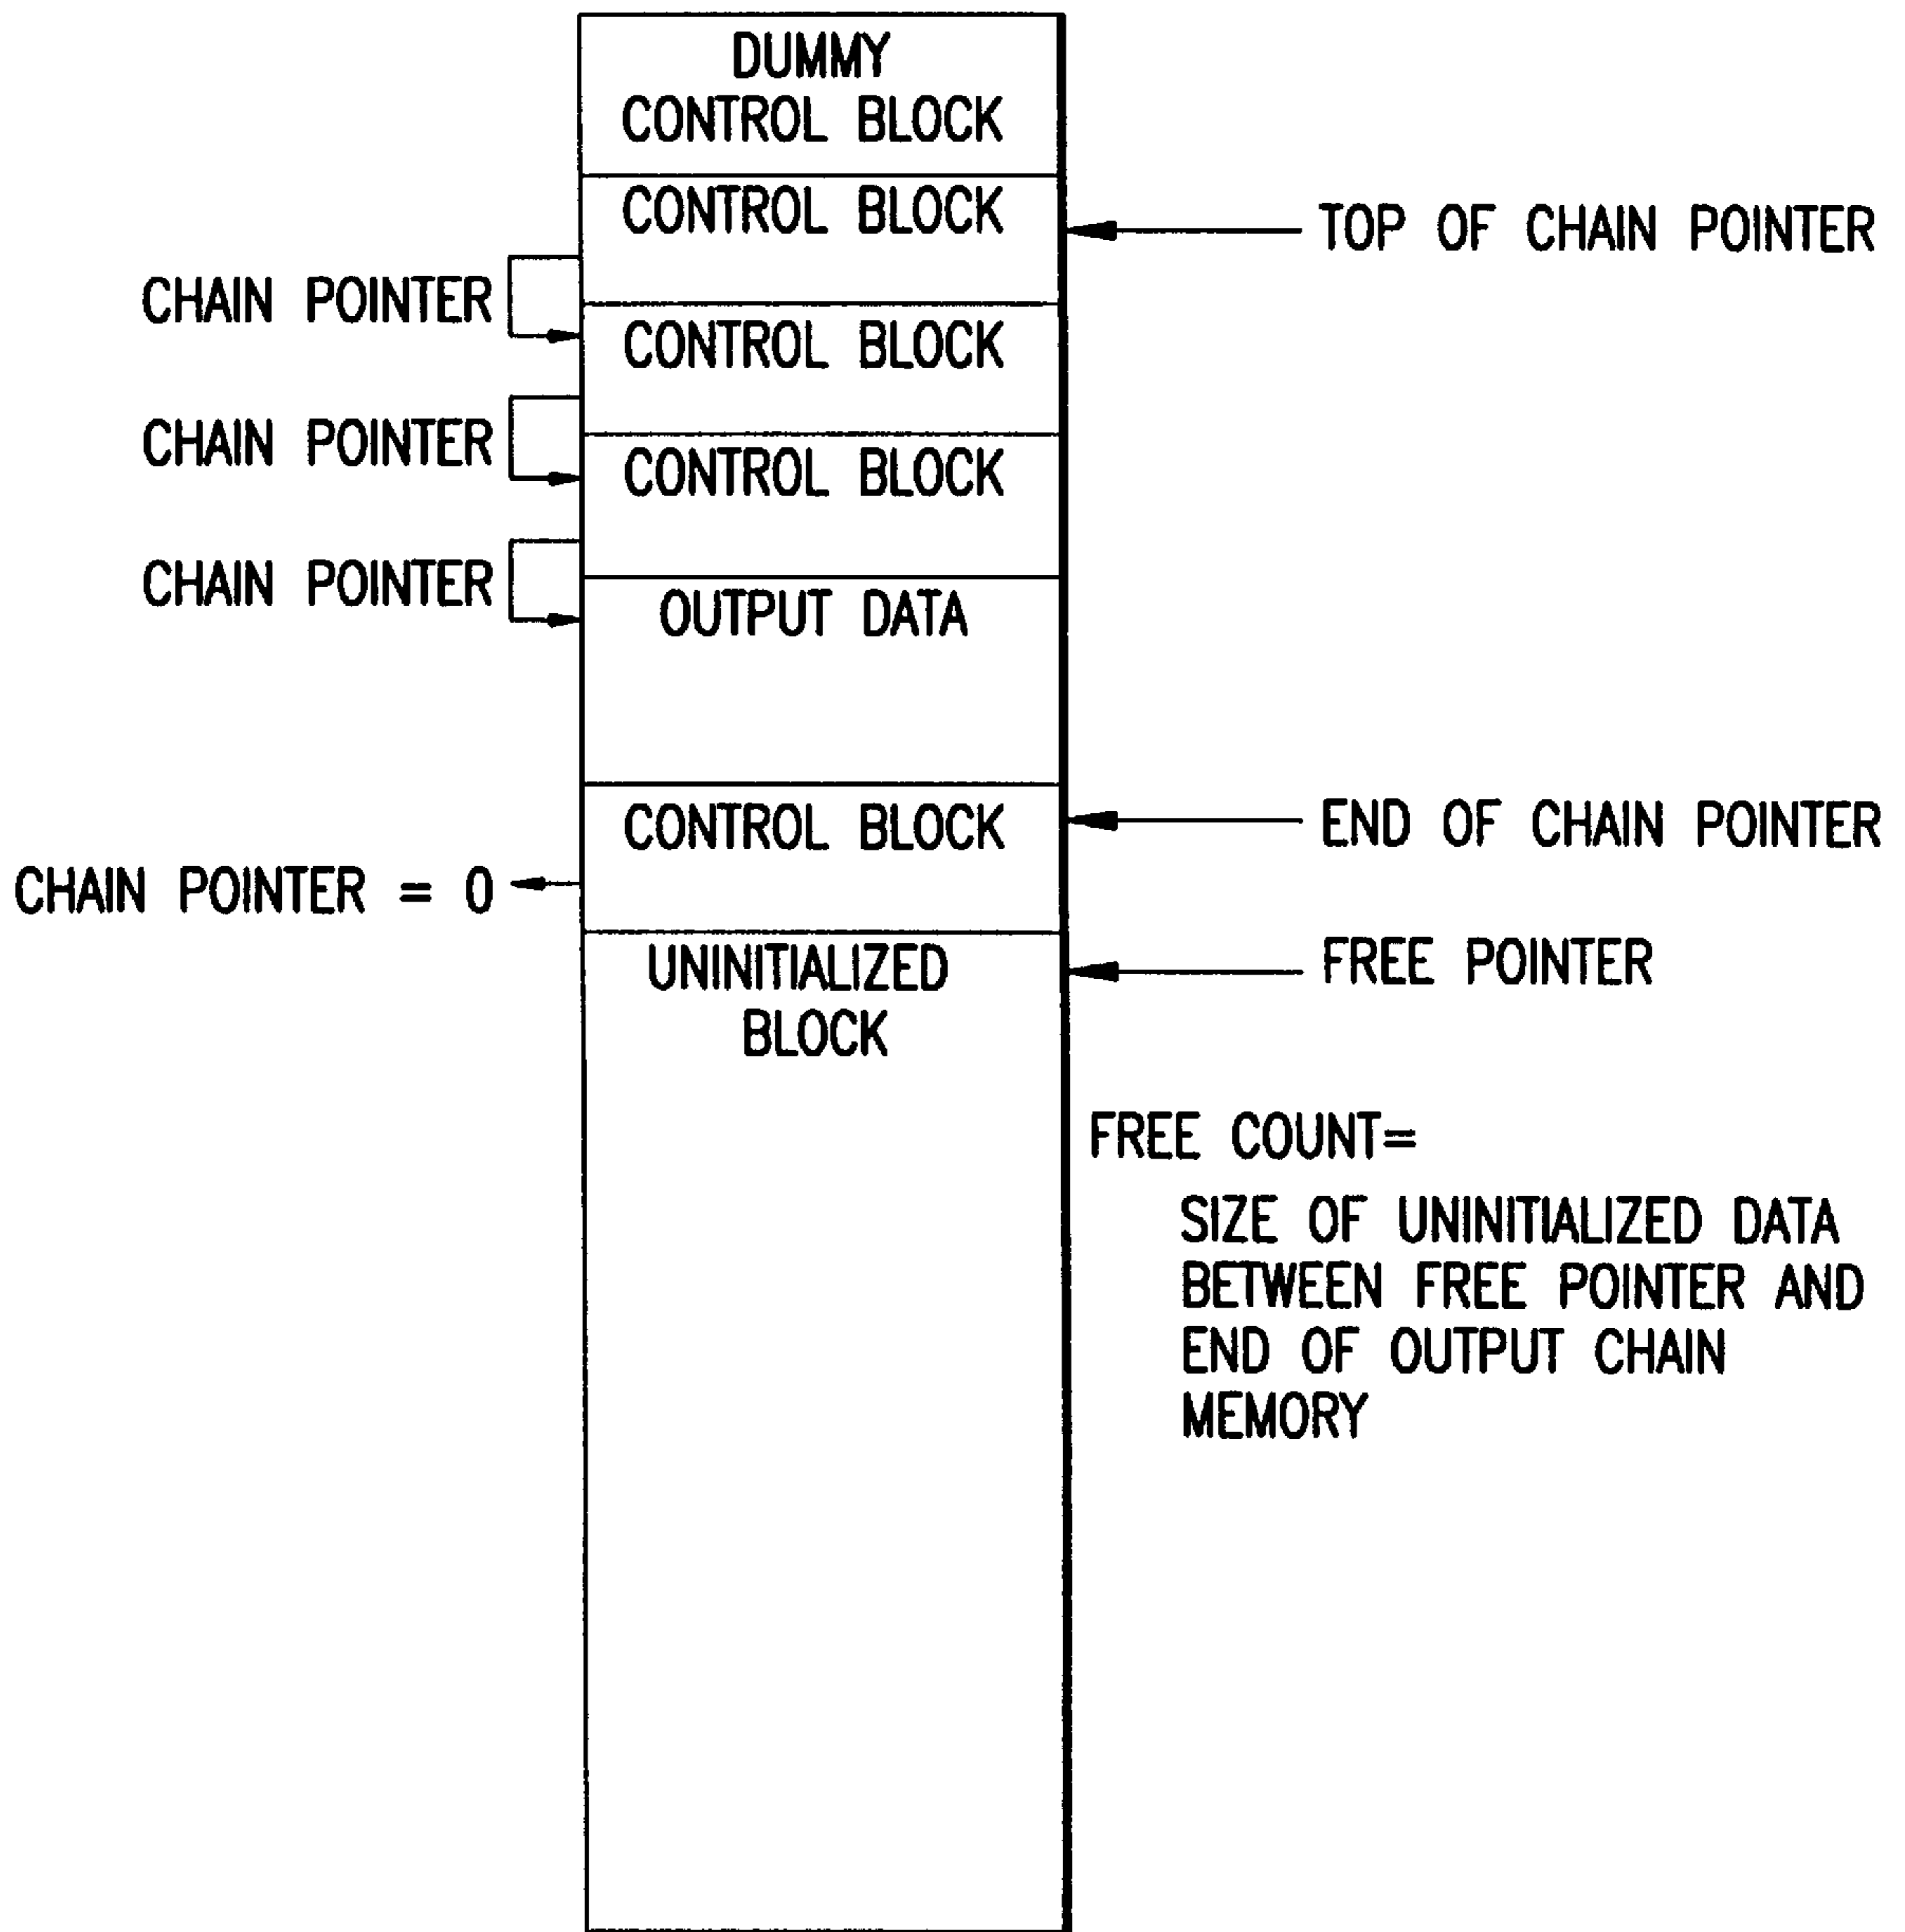 DUMMY
CONTROL BLOCK
CONTROL BLOCK
TOP OF CHAIN POINTER
CHAIN POINTER
CONTROL BLOCK
CHAIN POINTER
CONTROL BLOCK
CHAIN POINTER
OUTPUT DATA
CONTROL BLOCK
END OF CHAIN POINTER
CHAIN POINTER = 0
UNINITIALIZED
BLOCK
FREE POINTER
FREE COUNT=
SIZE OF UNINITIALIZED DATA
BETWEEN FREE POINTER AND
END OF OUTPUT CHAIN
MEMORY